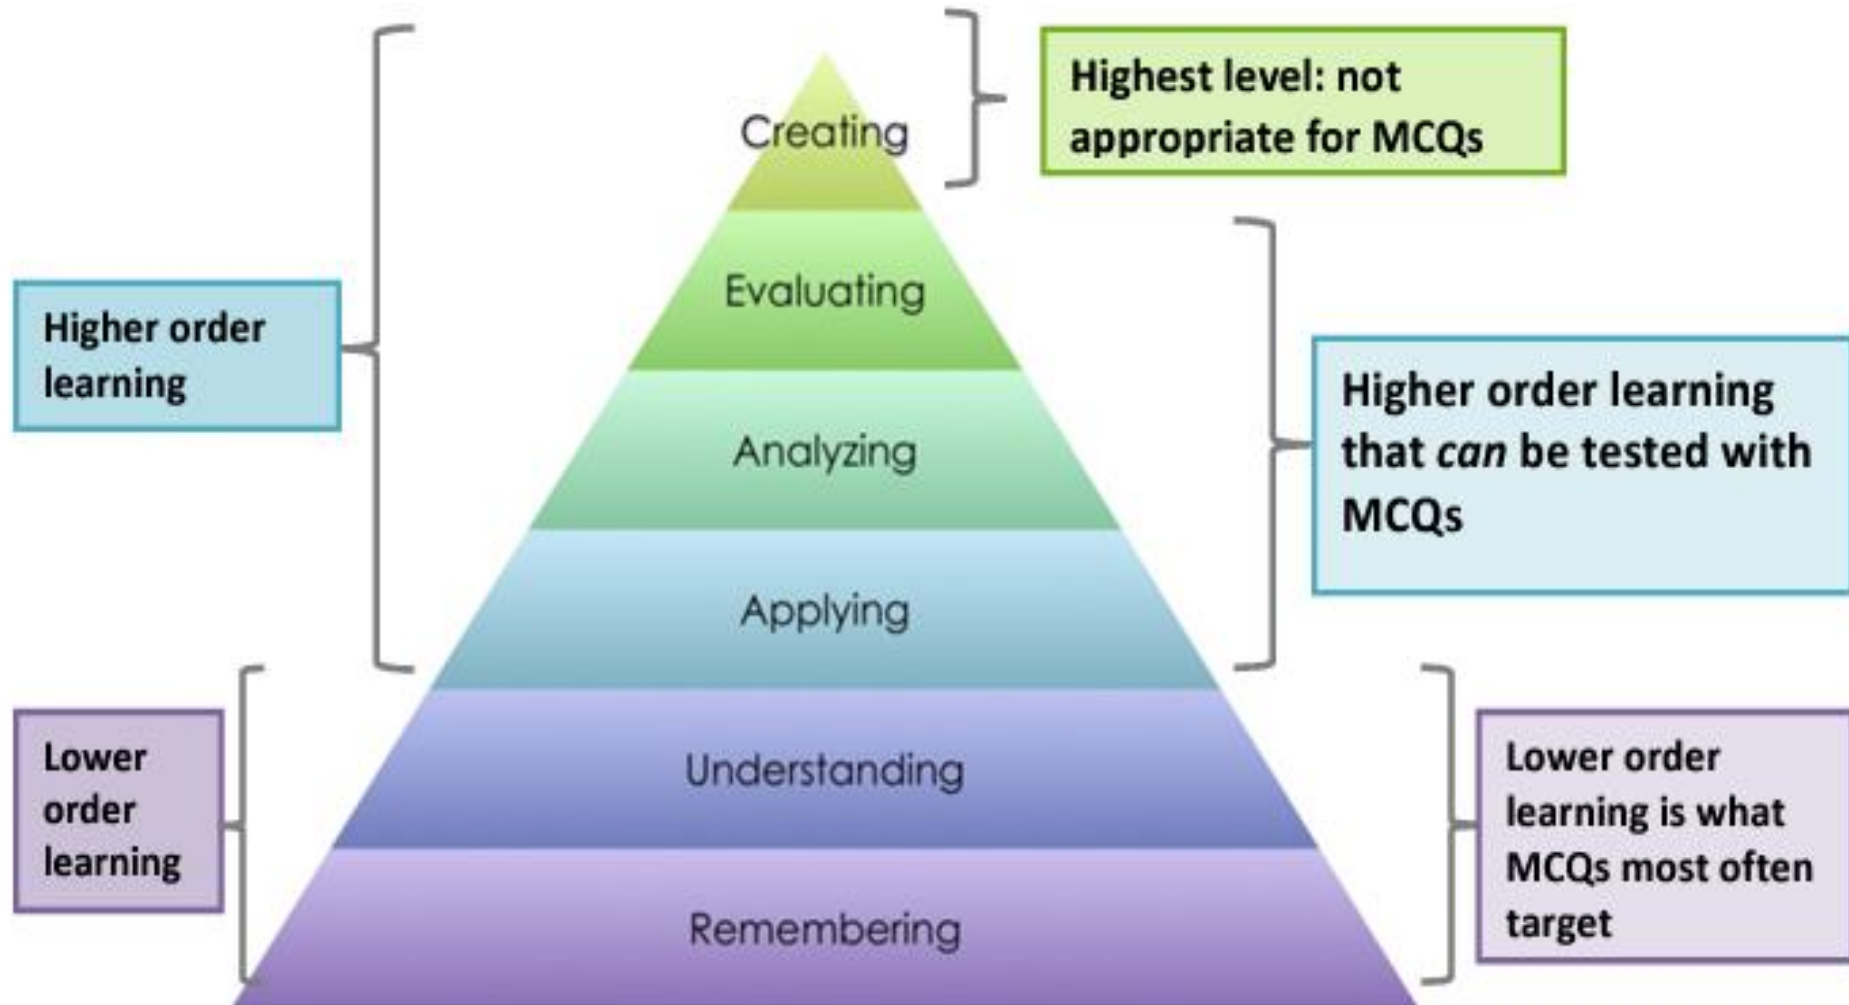 Creating
Highest level: not
appropriate for MCQs
Evaluating
Higher order
learning
Analyzing
Higher order learning
that can be tested with
MCQs
Applying
Understanding
Lower
order
learning
Lower order
learning is what
MCQs most often
target
Remembering